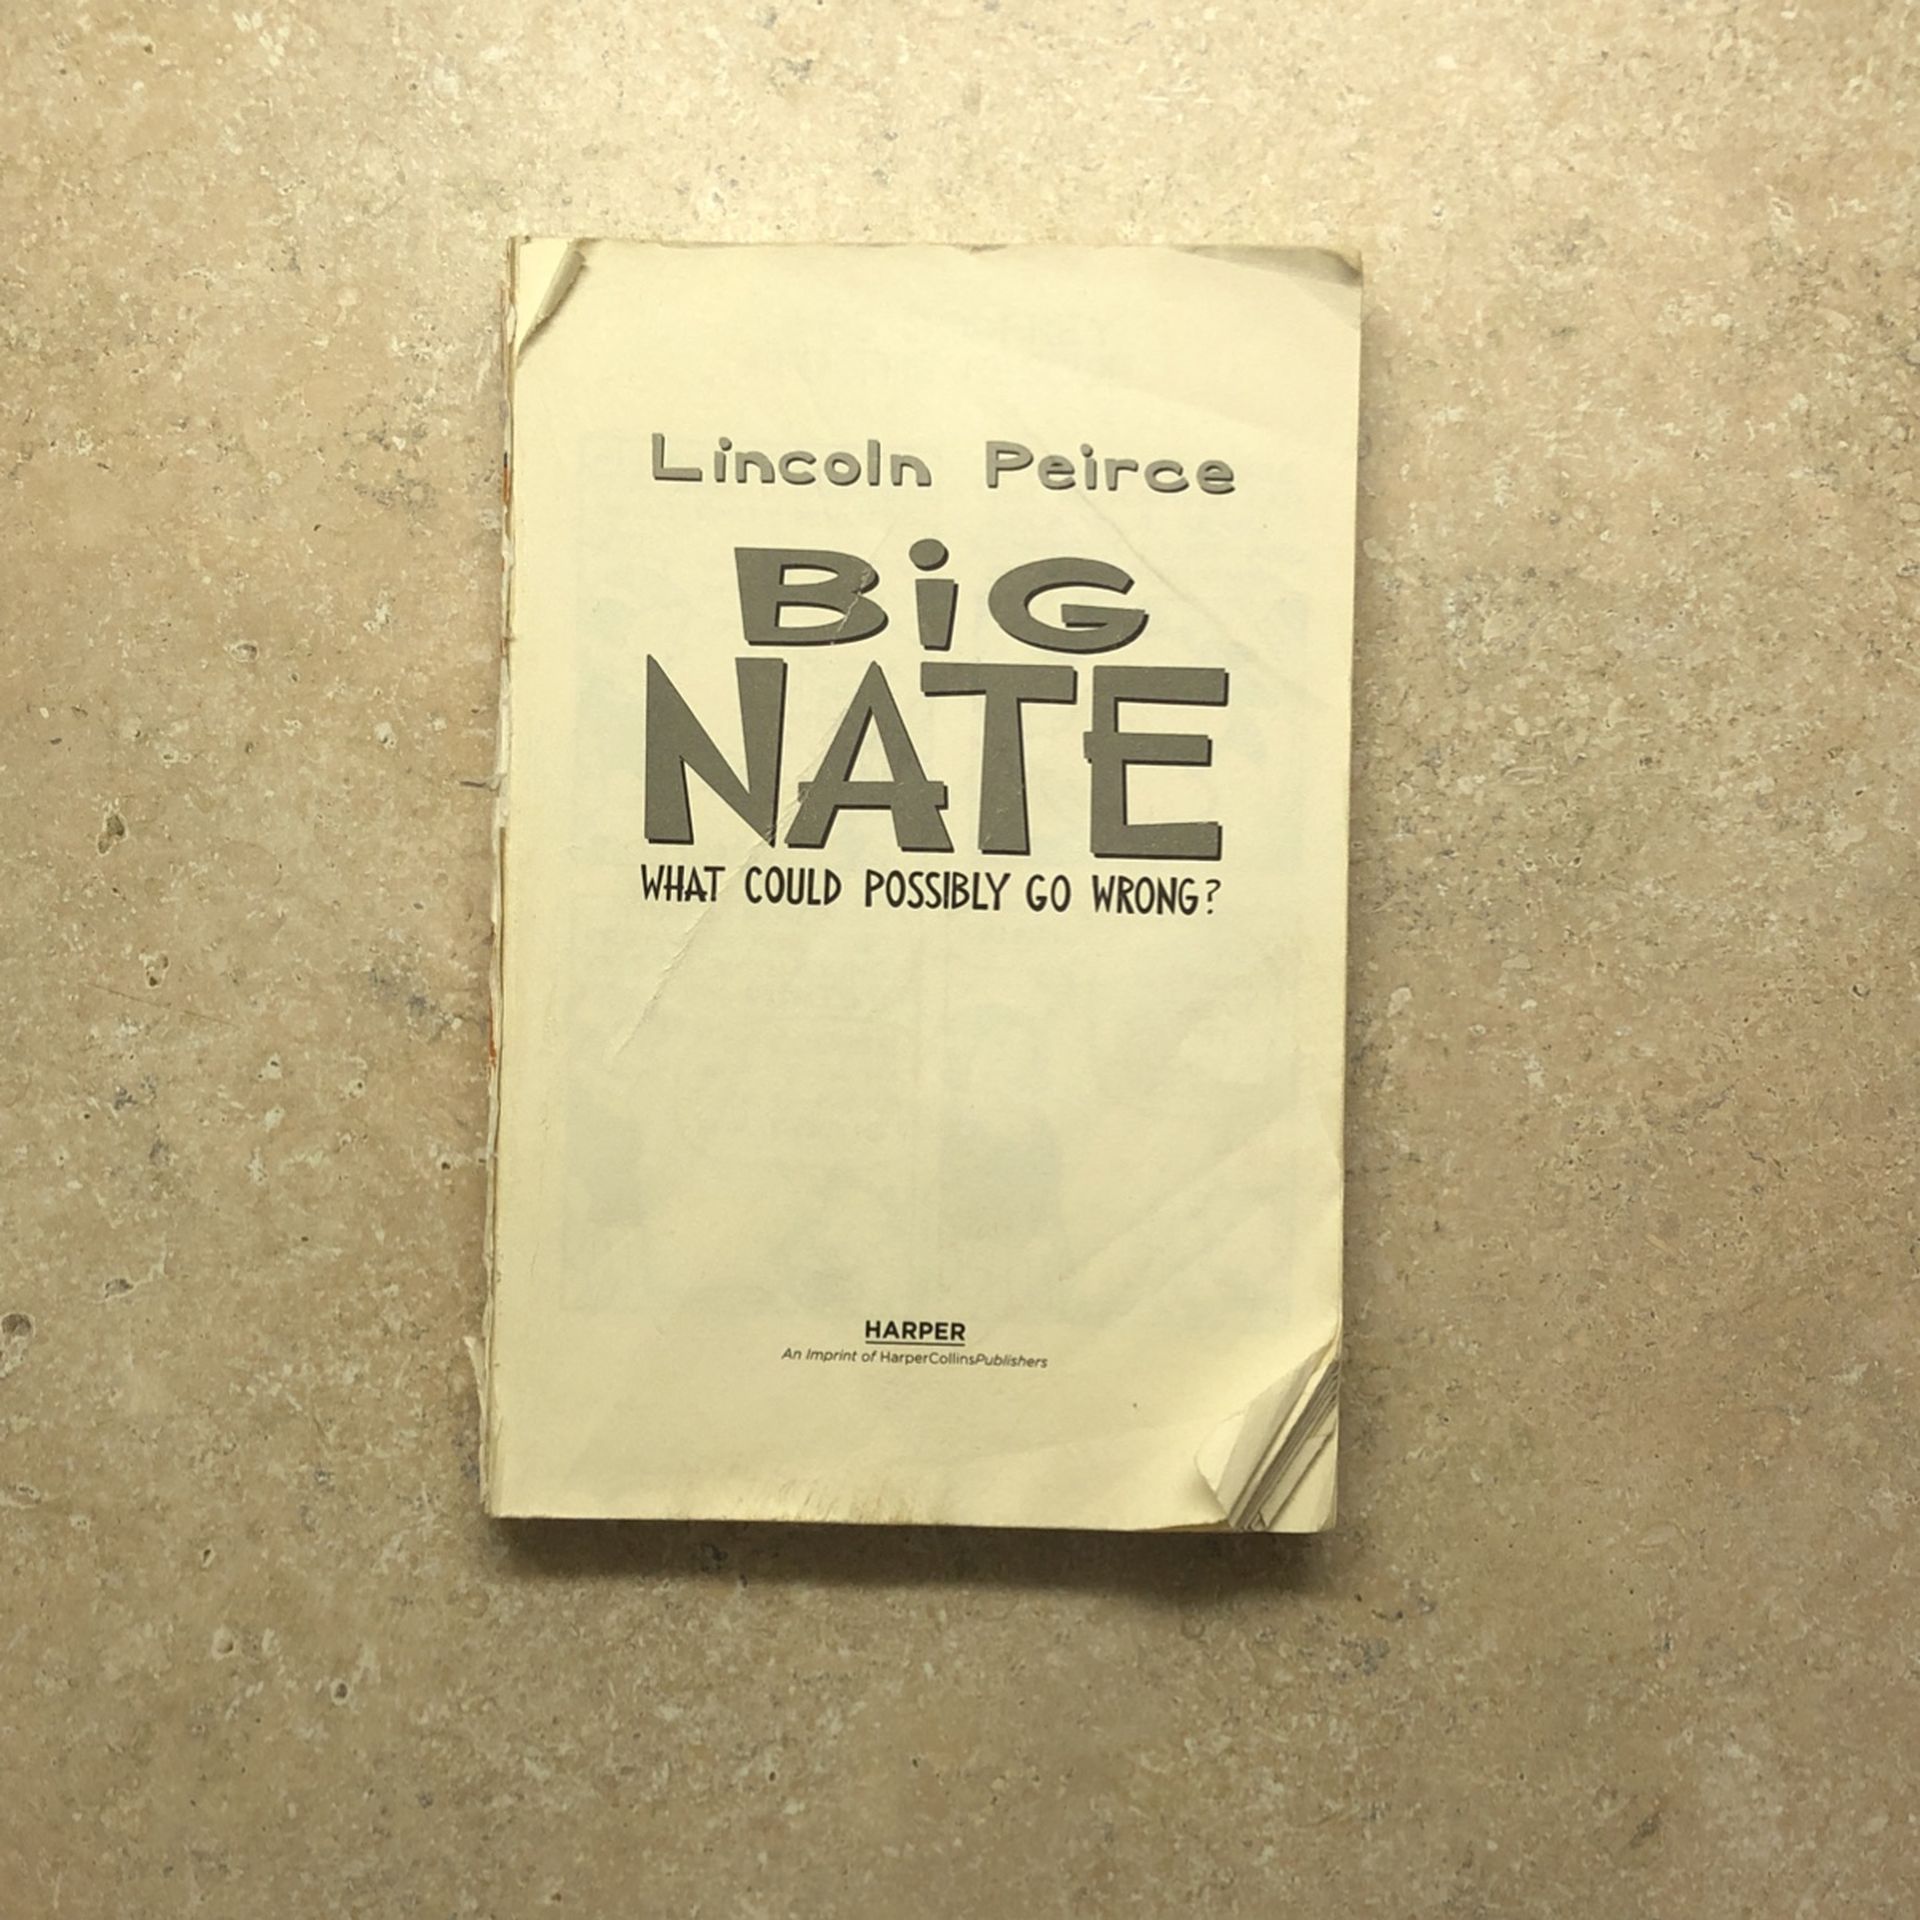 Lincoln Peirce
BiG
NATE
WHAT COULD POSSIBLY GO WRONG?
HARPER
An Imprint of HarperCollinsPublishers